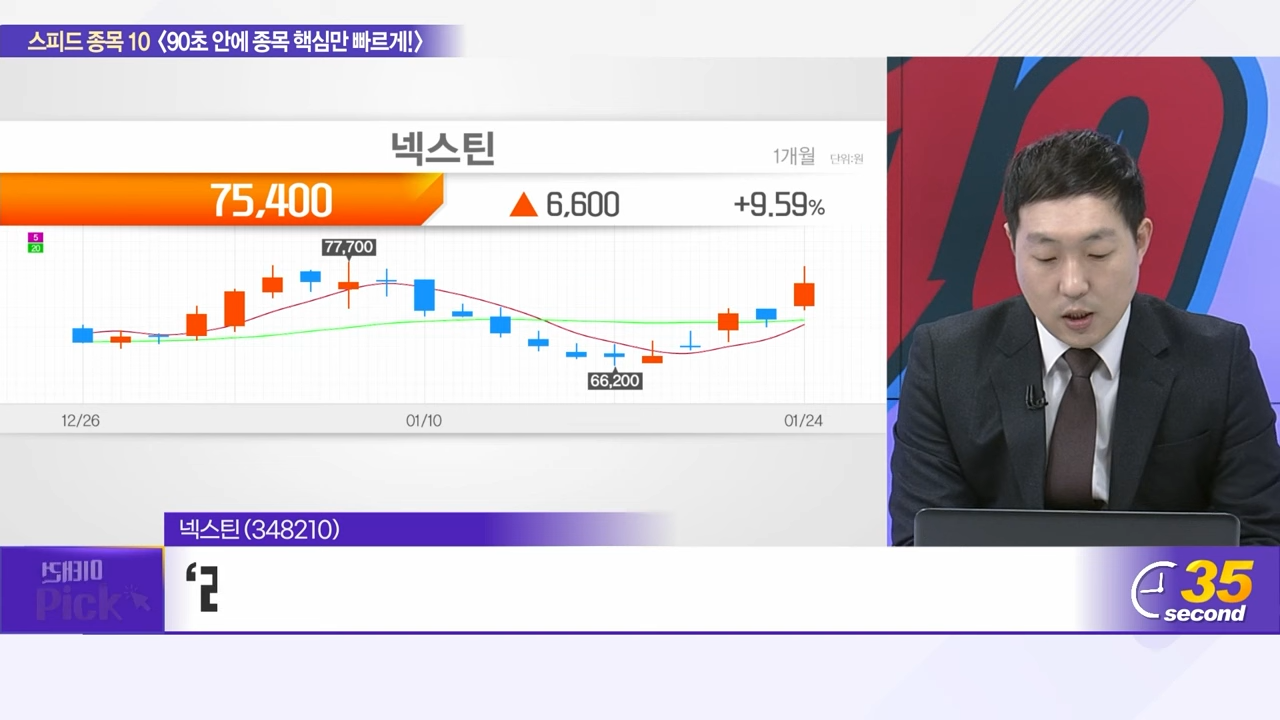 스피드 종목 10 〈90초 안에 종목 핵심만 빠르게!〉
넥스틴
1개월 단위:원
75,400 ▲ 6,600 +9.59%
5
20
77,700
66,200
12/26 01/10 01/24
넥스틴(348210)
Pick
‘2
35
second